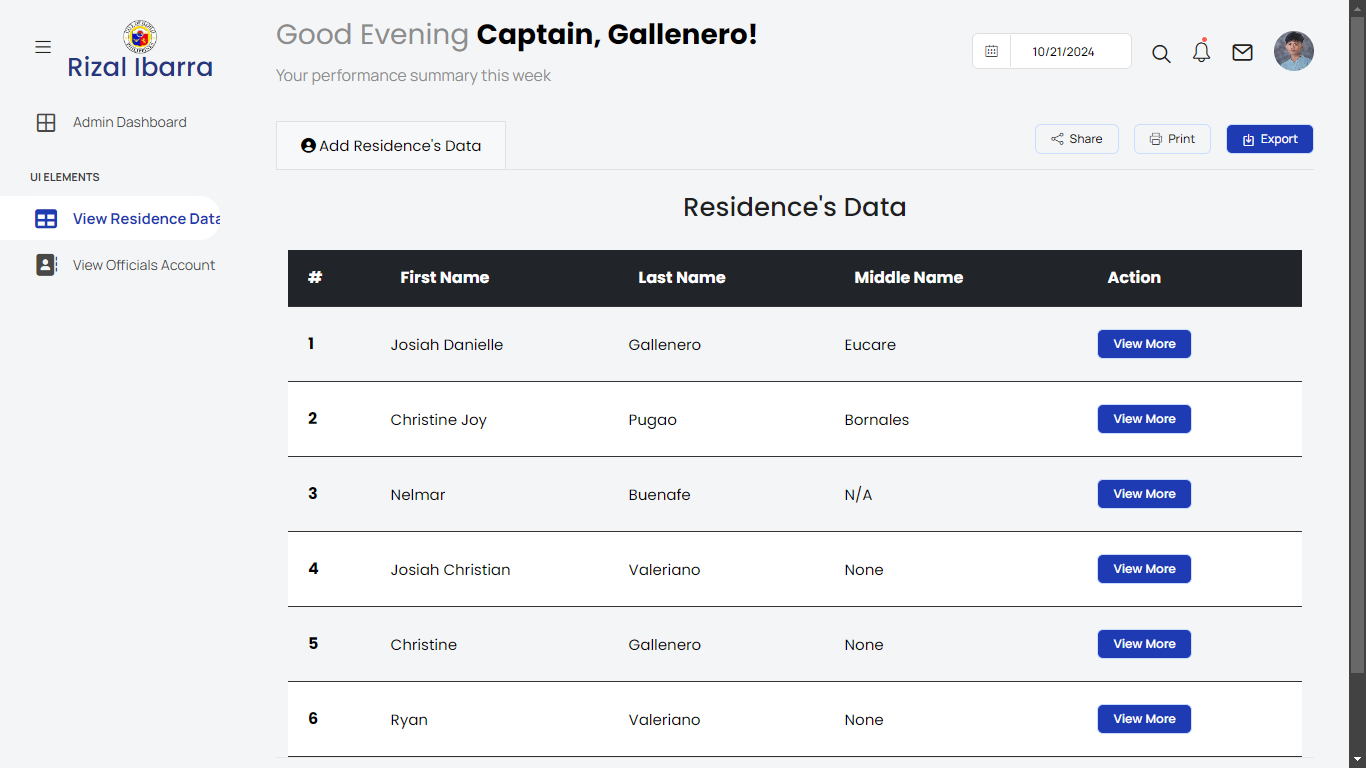 Good Evening Captain, Gallenero!
Your performance summary this week
10/21/2024
Rizal Ibarra
Admin Dashboard
UI ELEMENTS
View Residence Data
View Officials Account
Add Residence's Data
Share
Print
Export
Residence's Data
# First Name Last Name Middle Name Action
1 Josiah Danielle Gallenero Eucare View More
2 Christine Joy Pugao Bornales View More
3 Nelmar Buenafe N/A View More
4 Josiah Christian Valeriano None View More
5 Christine Gallenero None View More
6 Ryan Valeriano None View More